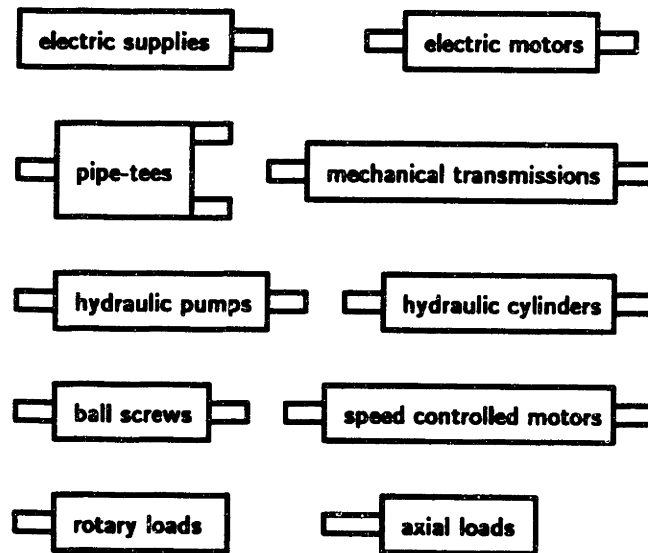 electric supplies
electric motors
pipe-tees
mechanical transmissions
hydraulic pumps
hydraulic cylinders
ball screws
speed controlled motors
rotary loads
axial loads